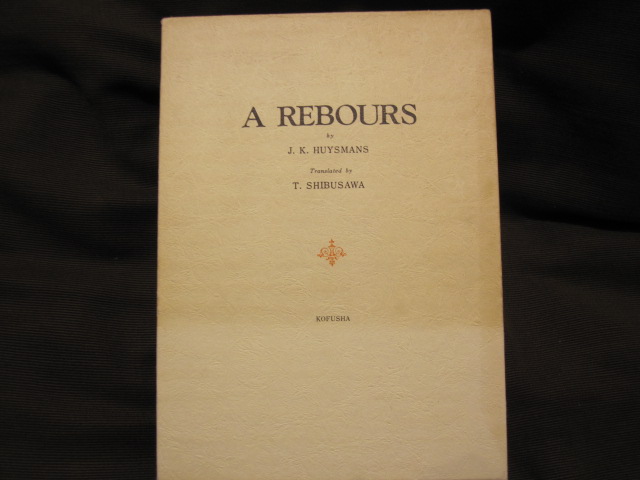 A REBOURS
by
J. K. HUYSMANS
Translated by
T. SHIBUSAWA
KOFUSHA